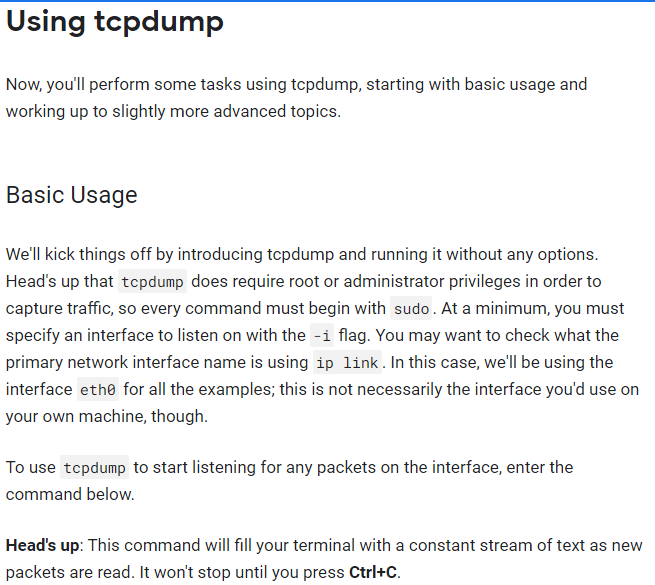 Using tcpdump
Now, you'll perform some tasks using tcpdump, starting with basic usage and
working up to slightly more advanced topics.
Basic Usage
We'll kick things off by introducing tcpdump and running it without any options.
Head's up that tcpdump does require root or administrator privileges in order to
capture traffic, so every command must begin with sudo. At a minimum, you must
specify an interface to listen on with the -i flag. You may want to check what the
primary network interface name is using ip link. In this case, we'll be using the
interface eth0 for all the examples; this is not necessarily the interface you'd use on
your own machine, though.
To use tcpdump to start listening for any packets on the interface, enter the
command below.
Head's up: This command will fill your terminal with a constant stream of text as new
packets are read. It won't stop until you press Ctrl+C.